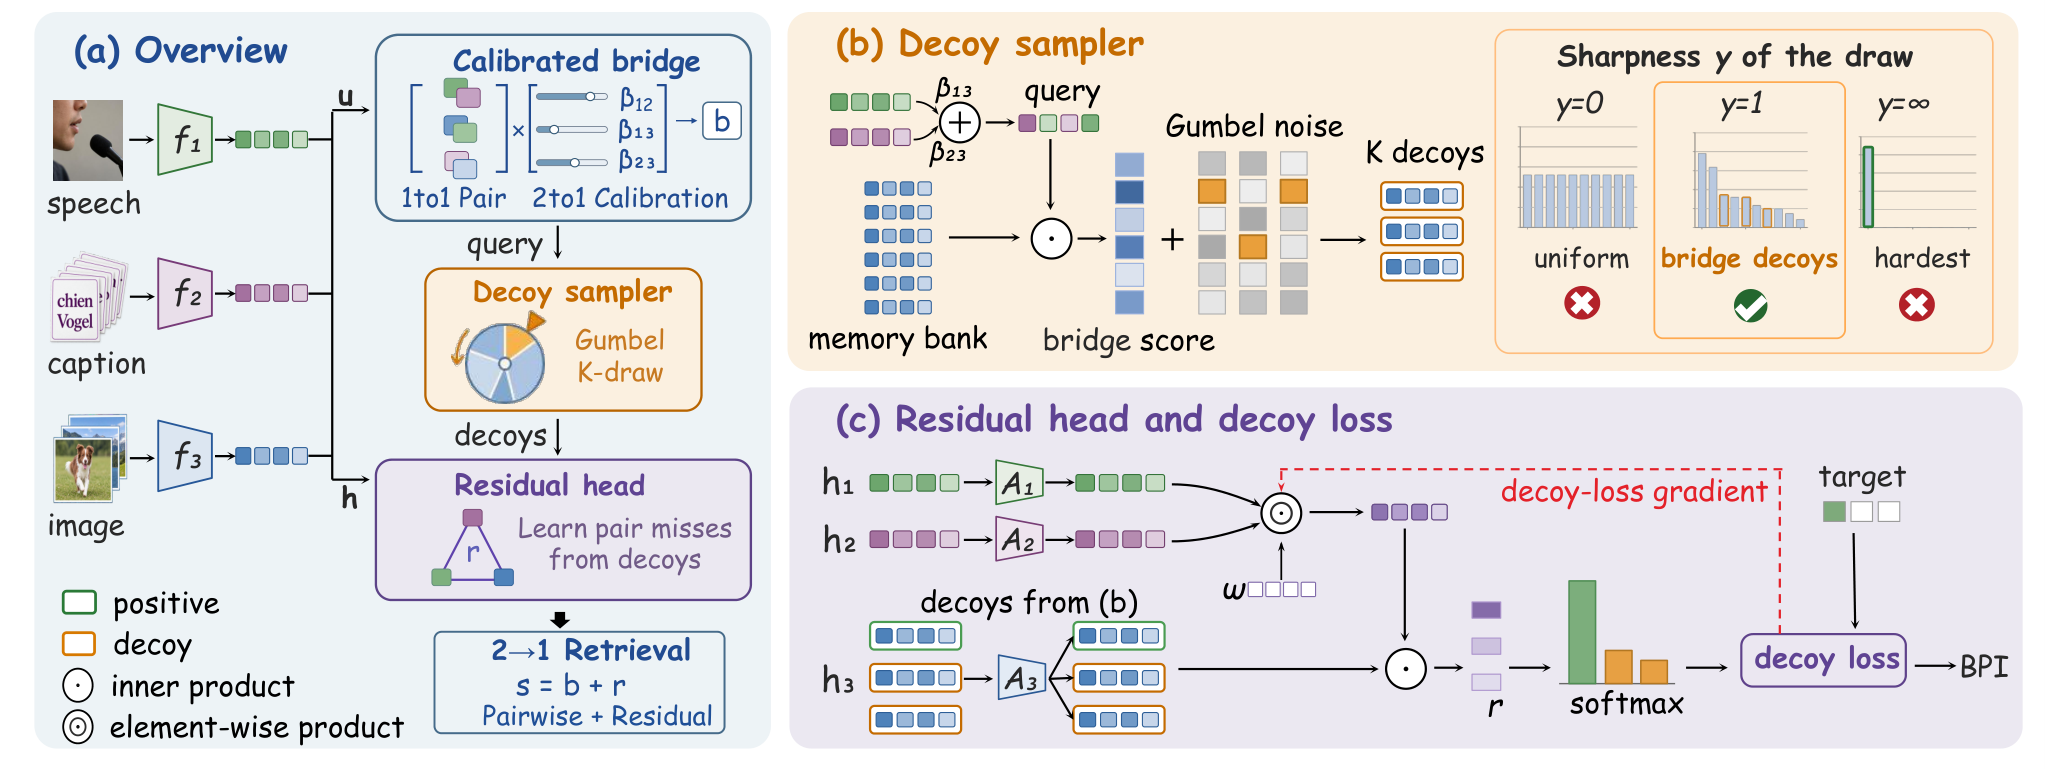 (a) Overview
speech
f1
caption
chien
Vogel
f2
image
f3
u
h
Calibrated bridge
×
β12
β13
β23
b
1to1 Pair
2to1 Calibration
query
Decoy sampler
Gumbel
K-draw
decoys
Residual head
r
Learn pair misses
from decoys
2→1 Retrieval
s = b + r
Pairwise + Residual
positive
decoy
inner product
element-wise product
(b) Decoy sampler
β13
β23
+
query
memory bank
bridge score
+
Gumbel noise
K decoys
Sharpness y of the draw
y=0
y=1
y=∞
uniform
bridge decoys
hardest
(c) Residual head and decoy loss
h1
A1
h2
A2
ω
decoys from (b)
h3
A3
decoy-loss gradient
target
r
softmax
decoy loss
BPI